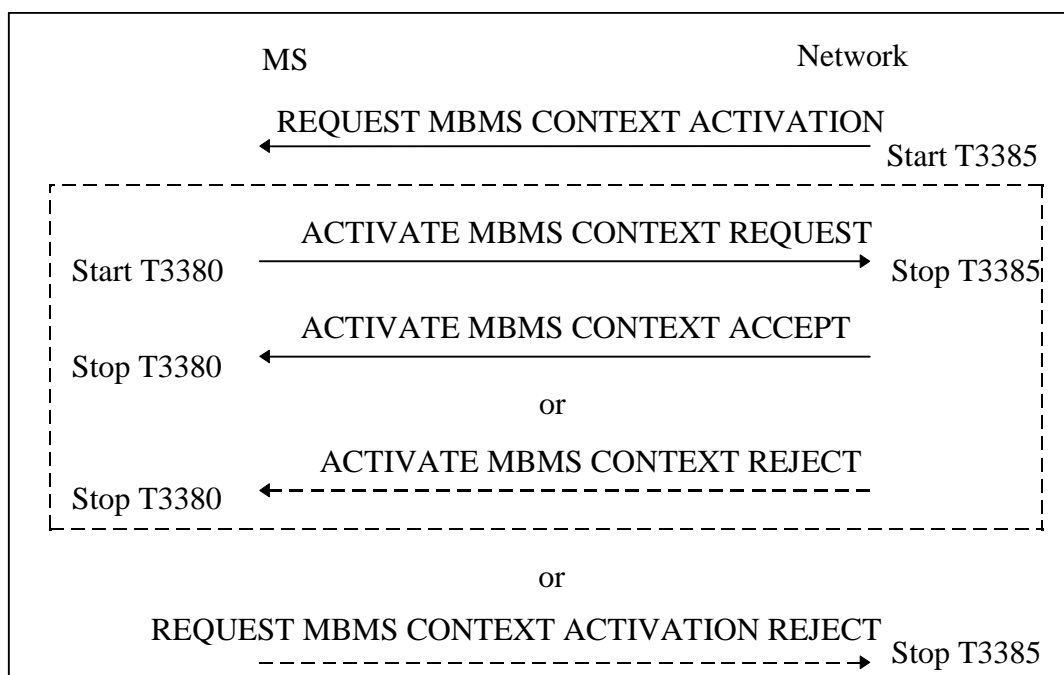 MS Network
REQUEST MBMS CONTEXT ACTIVATION
Start T3385
ACTIVATE MBMS CONTEXT REQUEST
Start T3380 Stop T3385
ACTIVATE MBMS CONTEXT ACCEPT
Stop T3380
or
ACTIVATE MBMS CONTEXT REJECT
Stop T3380
or
REQUEST MBMS CONTEXT ACTIVATION REJECT
Stop T3385